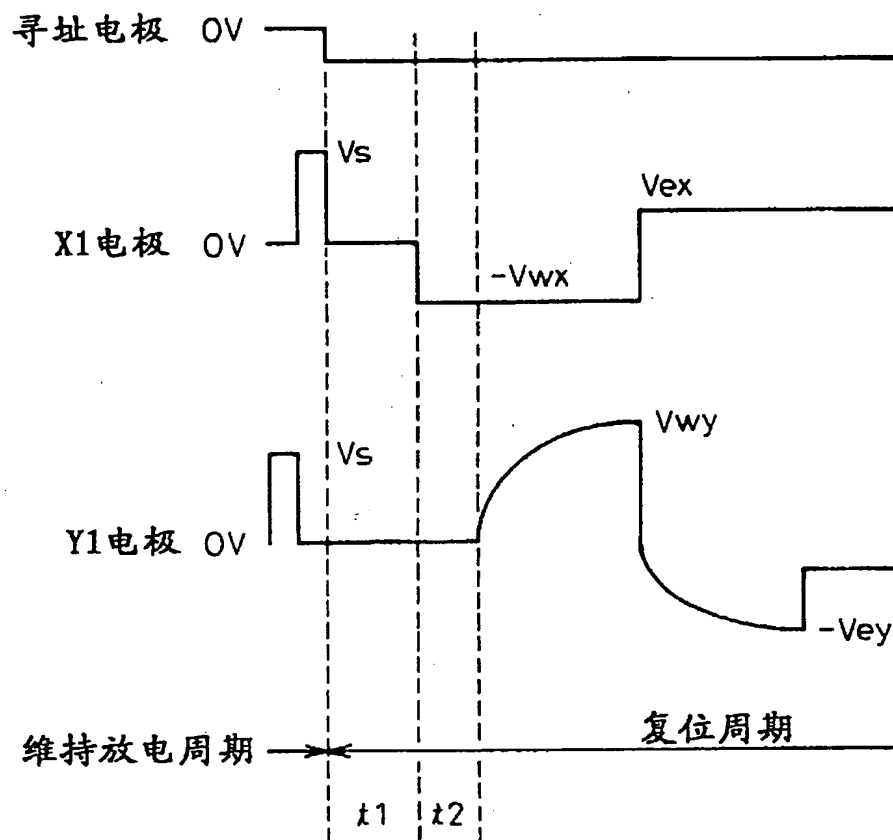 寻址电极 0V
Vs
Vex
X1电极 0V
-Vwx
Vwy
Vs
Y1电极 0V
-Vey
维持放电周期 复位周期
t1 t2